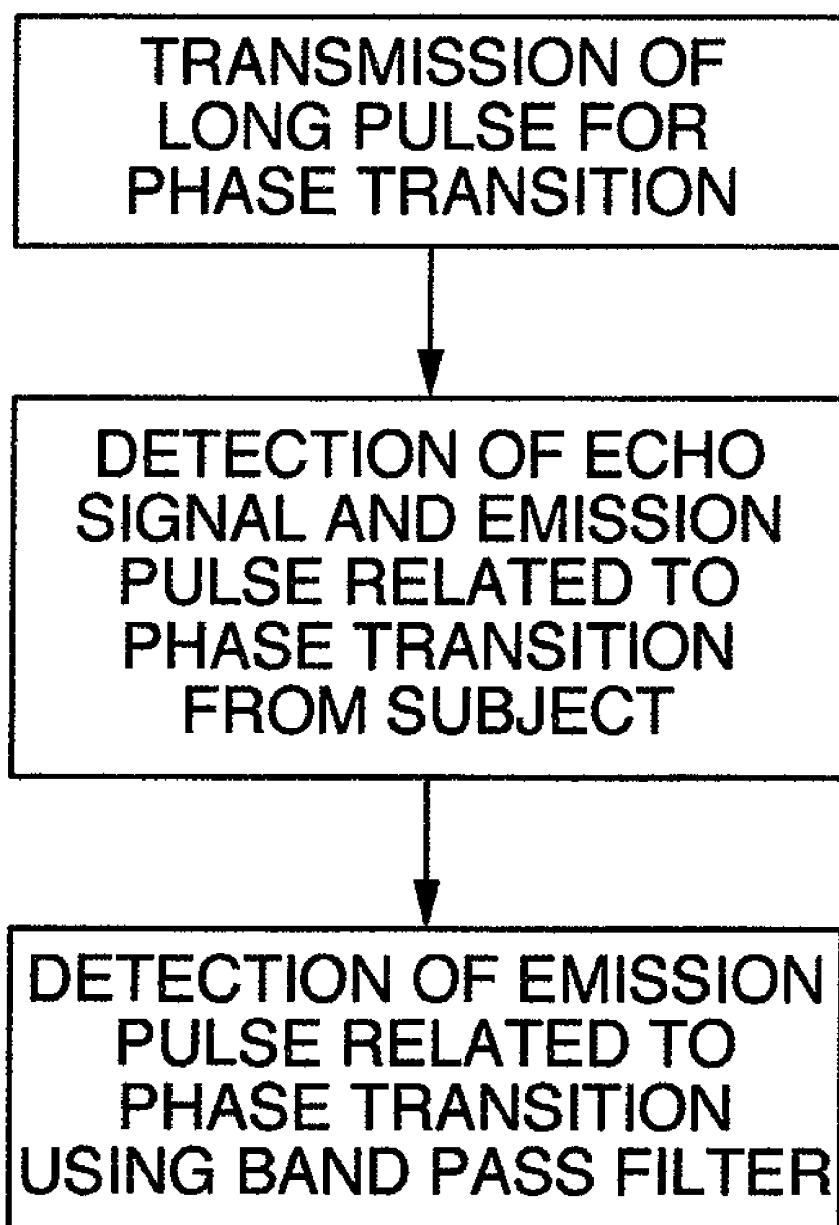 TRANSMISSION OF
LONG PULSE FOR
PHASE TRANSITION
DETECTION OF ECHO
SIGNAL AND EMISSION
PULSE RELATED TO
PHASE TRANSITION
FROM SUBJECT
DETECTION OF EMISSION
PULSE RELATED TO
PHASE TRANSITION
USING BAND PASS FILTER